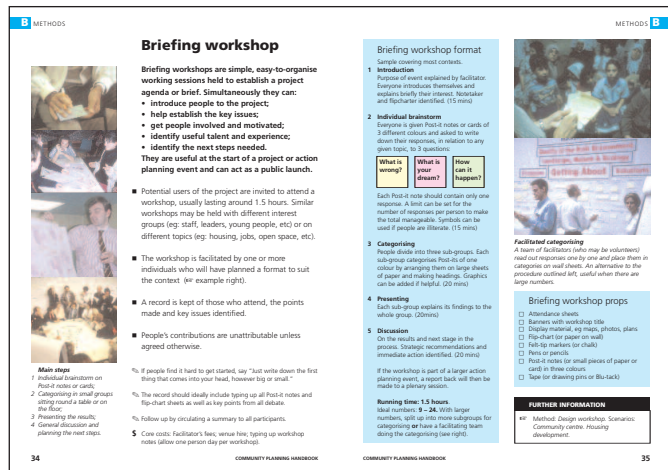 B METHODS
Briefing workshop
Briefing workshops are simple, easy-to-organise
working sessions held to establish a project
agenda or brief. Simultaneously they can:
• introduce people to the project;
• help establish the key issues;
• get people involved and motivated;
• identify useful talent and experience;
• identify the next steps needed.
They are useful at the start of a project or action
planning event and can act as a public launch.
■ Potential users of the project are invited to attend a
workshop, usually lasting around 1.5 hours. Similar
workshops may be held with different interest
groups (eg: staff, leaders, young people, etc) or on
different topics (eg: housing, jobs, open space, etc).
■ The workshop is facilitated by one or more
individuals who will have planned a format to suit
the context (☞ example right).
■ A record is kept of those who attend, the points
made and key issues identified.
■ People's contributions are unattributable unless
agreed otherwise.
✎ If people find it hard to get started, say "Just write down the first
thing that comes into your head, however big or small."
✎ The record should ideally include typing up all Post-it notes and
flip-chart sheets as well as key points from all debate.
✎ Follow up by circulating a summary to all participants.
$ Core costs: Facilitator's fees; venue hire; typing up workshop
notes (allow one person day per workshop).
Main steps
1 Individual brainstorm on
Post-it notes or cards;
2 Categorising in small groups
sitting round a table or on
the floor;
3 Presenting the results;
4 General discussion and
planning the next steps.
34
COMMUNITY PLANNING HANDBOOK
METHODS B
Briefing workshop format
Sample covering most contexts.
1 Introduction
Purpose of event explained by facilitator.
Everyone introduces themselves and
explains briefly their interest. Notetaker
and flipcharter identified. (15 mins)
2 Individual brainstorm
Everyone is given Post-it notes or cards of
3 different colours and asked to write
down their responses, in relation to any
given topic, to 3 questions:
What is
wrong?
What is
your
dream?
How
can it
happen?
Each Post-it note should contain only one
response. A limit can be set for the
number of responses per person to make
the total manageable. Symbols can be
used if people are illiterate. (15 mins)
3 Categorising
People divide into three sub-groups. Each
sub-group categorises Post-its of one
colour by arranging them on large sheets
of paper and making headings. Graphics
can be added if helpful. (20 mins)
4 Presenting
Each sub-group explains its findings to the
whole group. (20mins)
5 Discussion
On the results and next stage in the
process. Strategic recommendations and
immediate action identified. (20 mins)
If the workshop is part of a larger action
planning event, a report back will then be
made to a plenary session.
Running time: 1.5 hours.
Ideal numbers: 9 – 24. With larger
numbers, split up into more subgroups for
categorising or have a facilitating team
doing the categorising (see right).
Getting About
Facilitated categorising
A team of facilitators (who may be volunteers)
read out responses one by one and place them in
categories on wall sheets. An alternative to the
procedure outlined left, useful when there are
large numbers.
Briefing workshop props
☐ Attendance sheets
☐ Banners with workshop title
☐ Display material, eg maps, photos, plans
☐ Flip-chart (or paper on wall)
☐ Felt-tip markers (or chalk)
☐ Pens or pencils
☐ Post-it notes (or small pieces of paper or
card) in three colours
☐ Tape (or drawing pins or Blu-tack)
FURTHER INFORMATION
☞ Method: Design workshop. Scenarios:
Community centre. Housing
development.
COMMUNITY PLANNING HANDBOOK
35